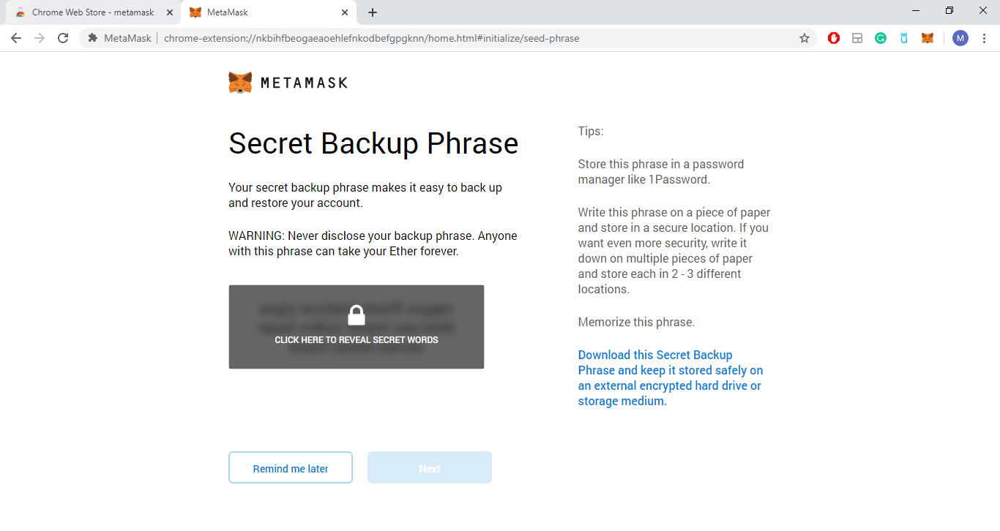 Chrome Web Store - metamask
MetaMask
MetaMask
chrome-extension://nkbihfbeogaeaoehlefnkodbefgpgknn/home.html#initialize/seed-phrase
M
METAMASK
Secret Backup Phrase
Your secret backup phrase makes it easy to back up
and restore your account.
WARNING: Never disclose your backup phrase. Anyone
with this phrase can take your Ether forever.
CLICK HERE TO REVEAL SECRET WORDS
Remind me later
Next
Tips:
Store this phrase in a password
manager like 1Password.
Write this phrase on a piece of paper
and store in a secure location. If you
want even more security, write it
down on multiple pieces of paper
and store each in 2 - 3 different
locations.
Memorize this phrase.
Download this Secret Backup
Phrase and keep it stored safely on
an external encrypted hard drive or
storage medium.